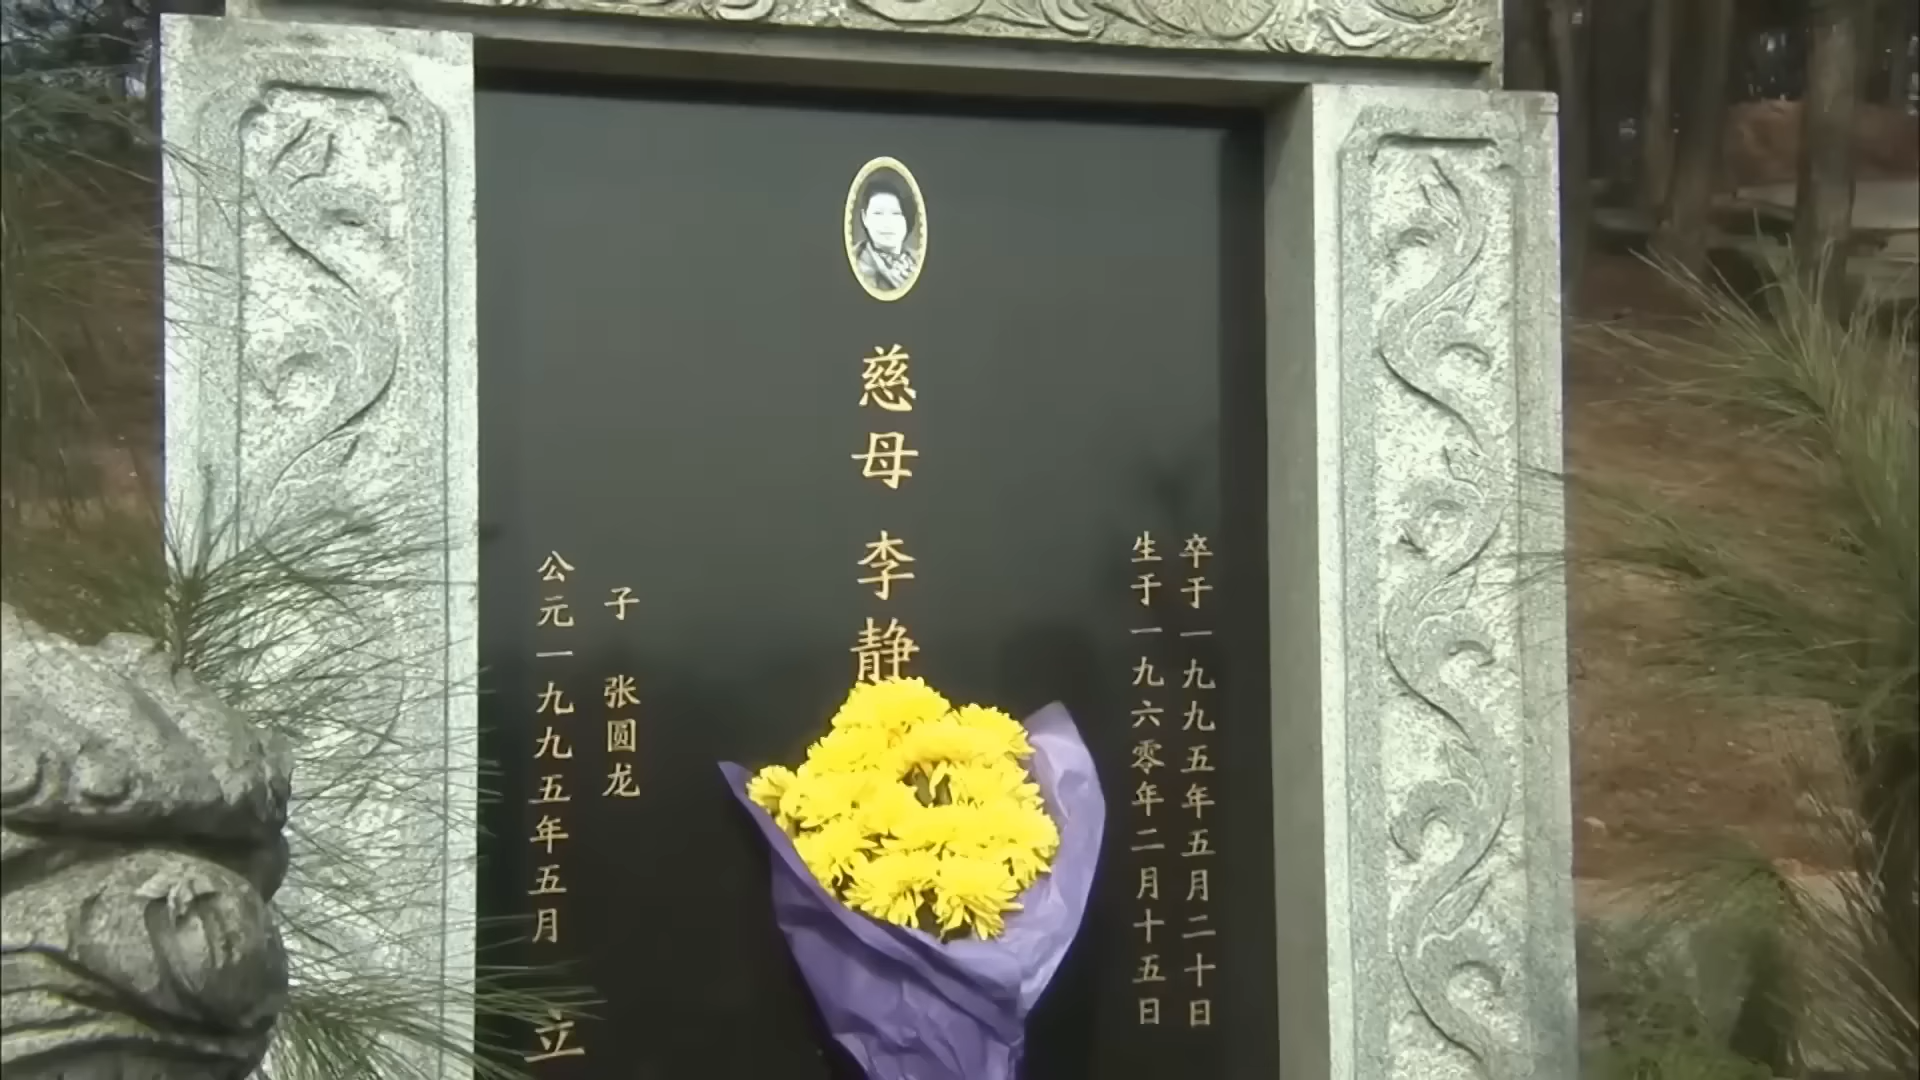 卒于一九九五年五月二十日
生于一九六零年二月十五日
慈母 李静
子 张圆龙
公元一九九五年五月 立